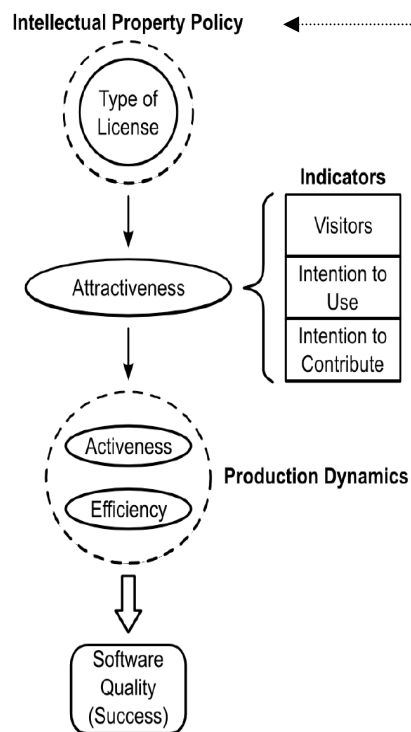 Intellectual Property Policy
Type of
License
Indicators
Visitors
Attractiveness
Intention to
Use
Intention to
Contribute
Activeness
Production Dynamics
Efficiency
Software
Quality
(Success)